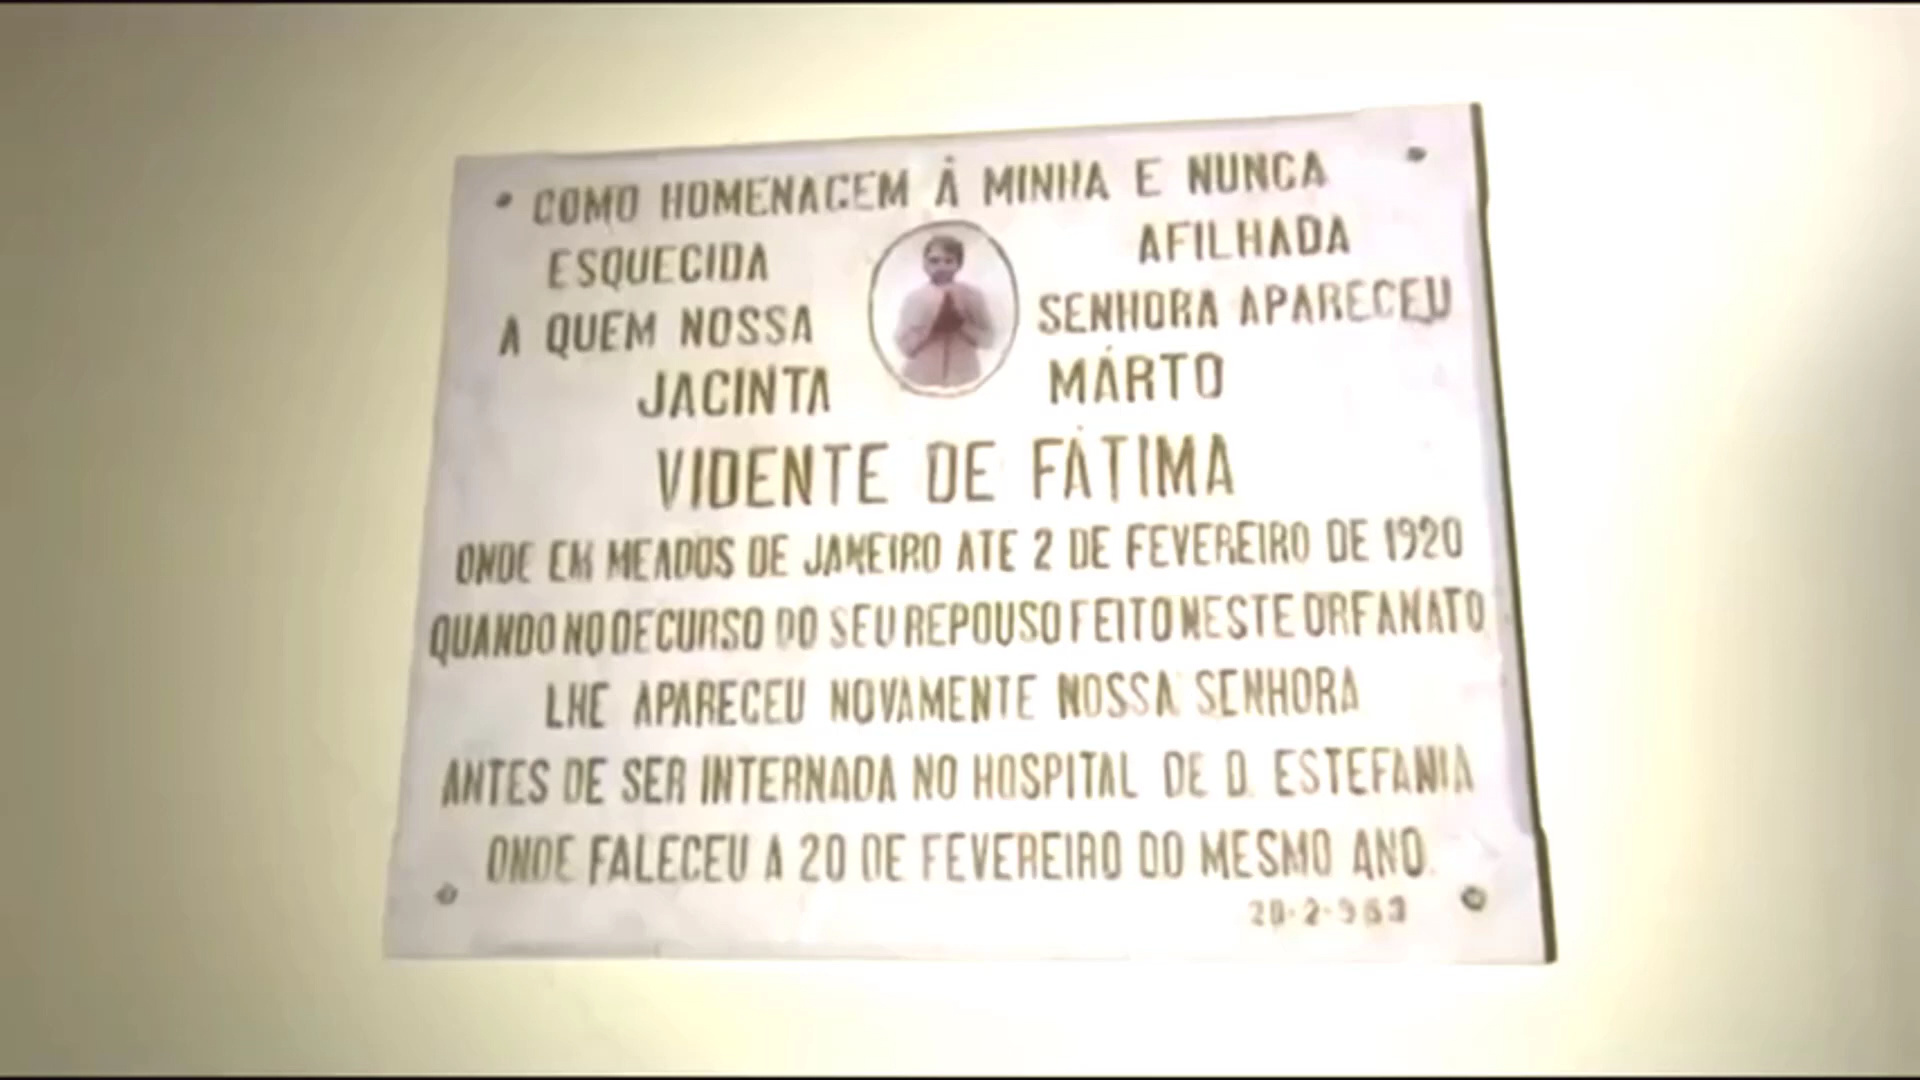 COMO HOMENAGEM À MINHA E NUNCA
ESQUECIDA AFILHADA
A QUEM NOSSA SENHORA APARECEU
JACINTA MÁRTO
VIDENTE DE FÁTIMA
ONDE EM MEADOS DE JANEIRO ATE 2 DE FEVEREIRO DE 1920
QUANDO NO DECURSO DO SEU REPOUSO FEITO NESTE ORFANATO
LHE APARECEU NOVAMENTE NOSSA SENHORA
ANTES DE SER INTERNADA NO HOSPITAL DE D. ESTEFANIA
ONDE FALECEU A 20 DE FEVEREIRO DO MESMO ANO.